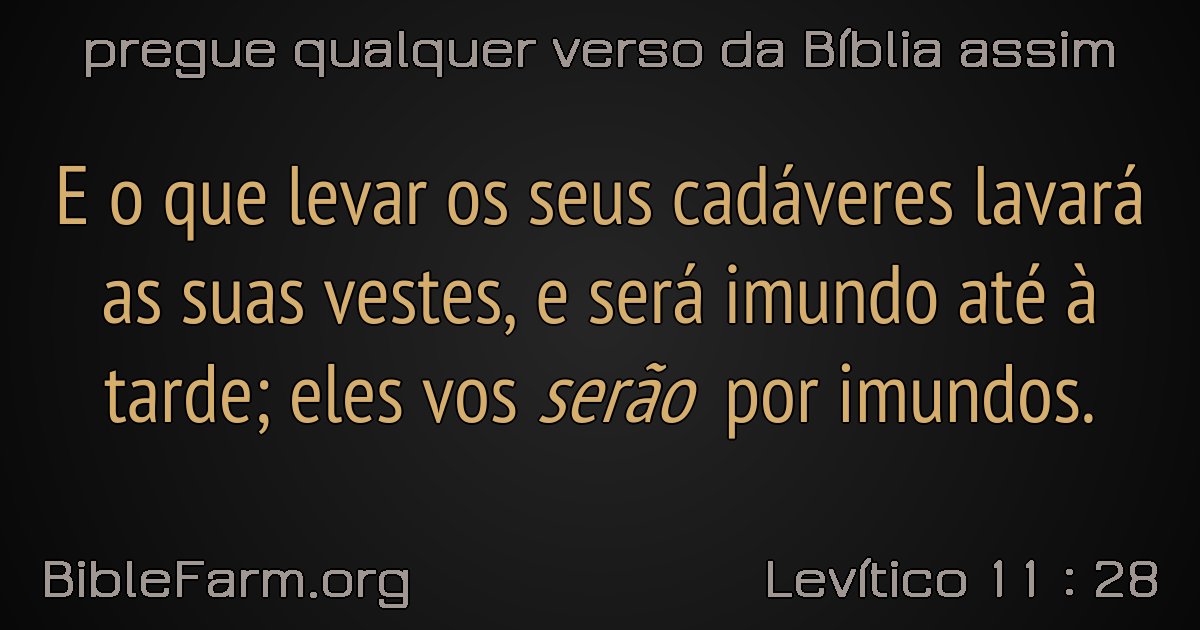 pregue qualquer verso da Bíblia assim
E o que levar os seus cadáveres lavará
as suas vestes, e será imundo até à
tarde; eles vos serão por imundos.
BibleFarm.org
Levítico 11 : 28